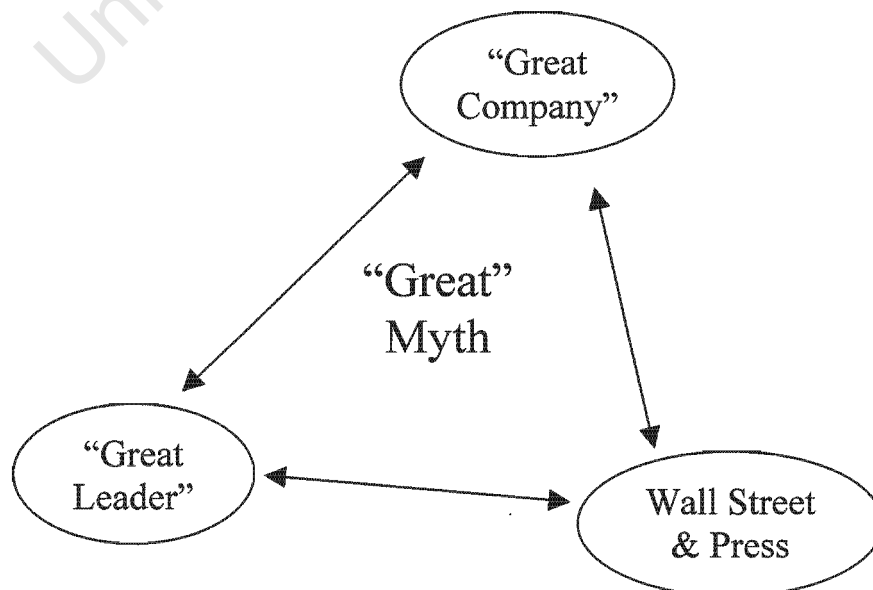 “Great
Company”
“Great”
Myth
“Great
Leader”
Wall Street
& Press